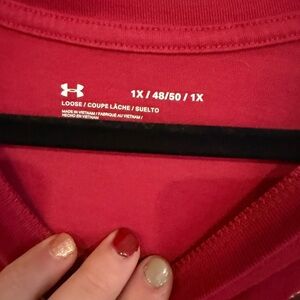 1X / 48/50 / 1X
LOOSE / COUPE LÂCHE / SUELTO
MADE IN VIETNAM / FABRIQUÉ AU VIETNAM /
HECHO EN VIETNAM